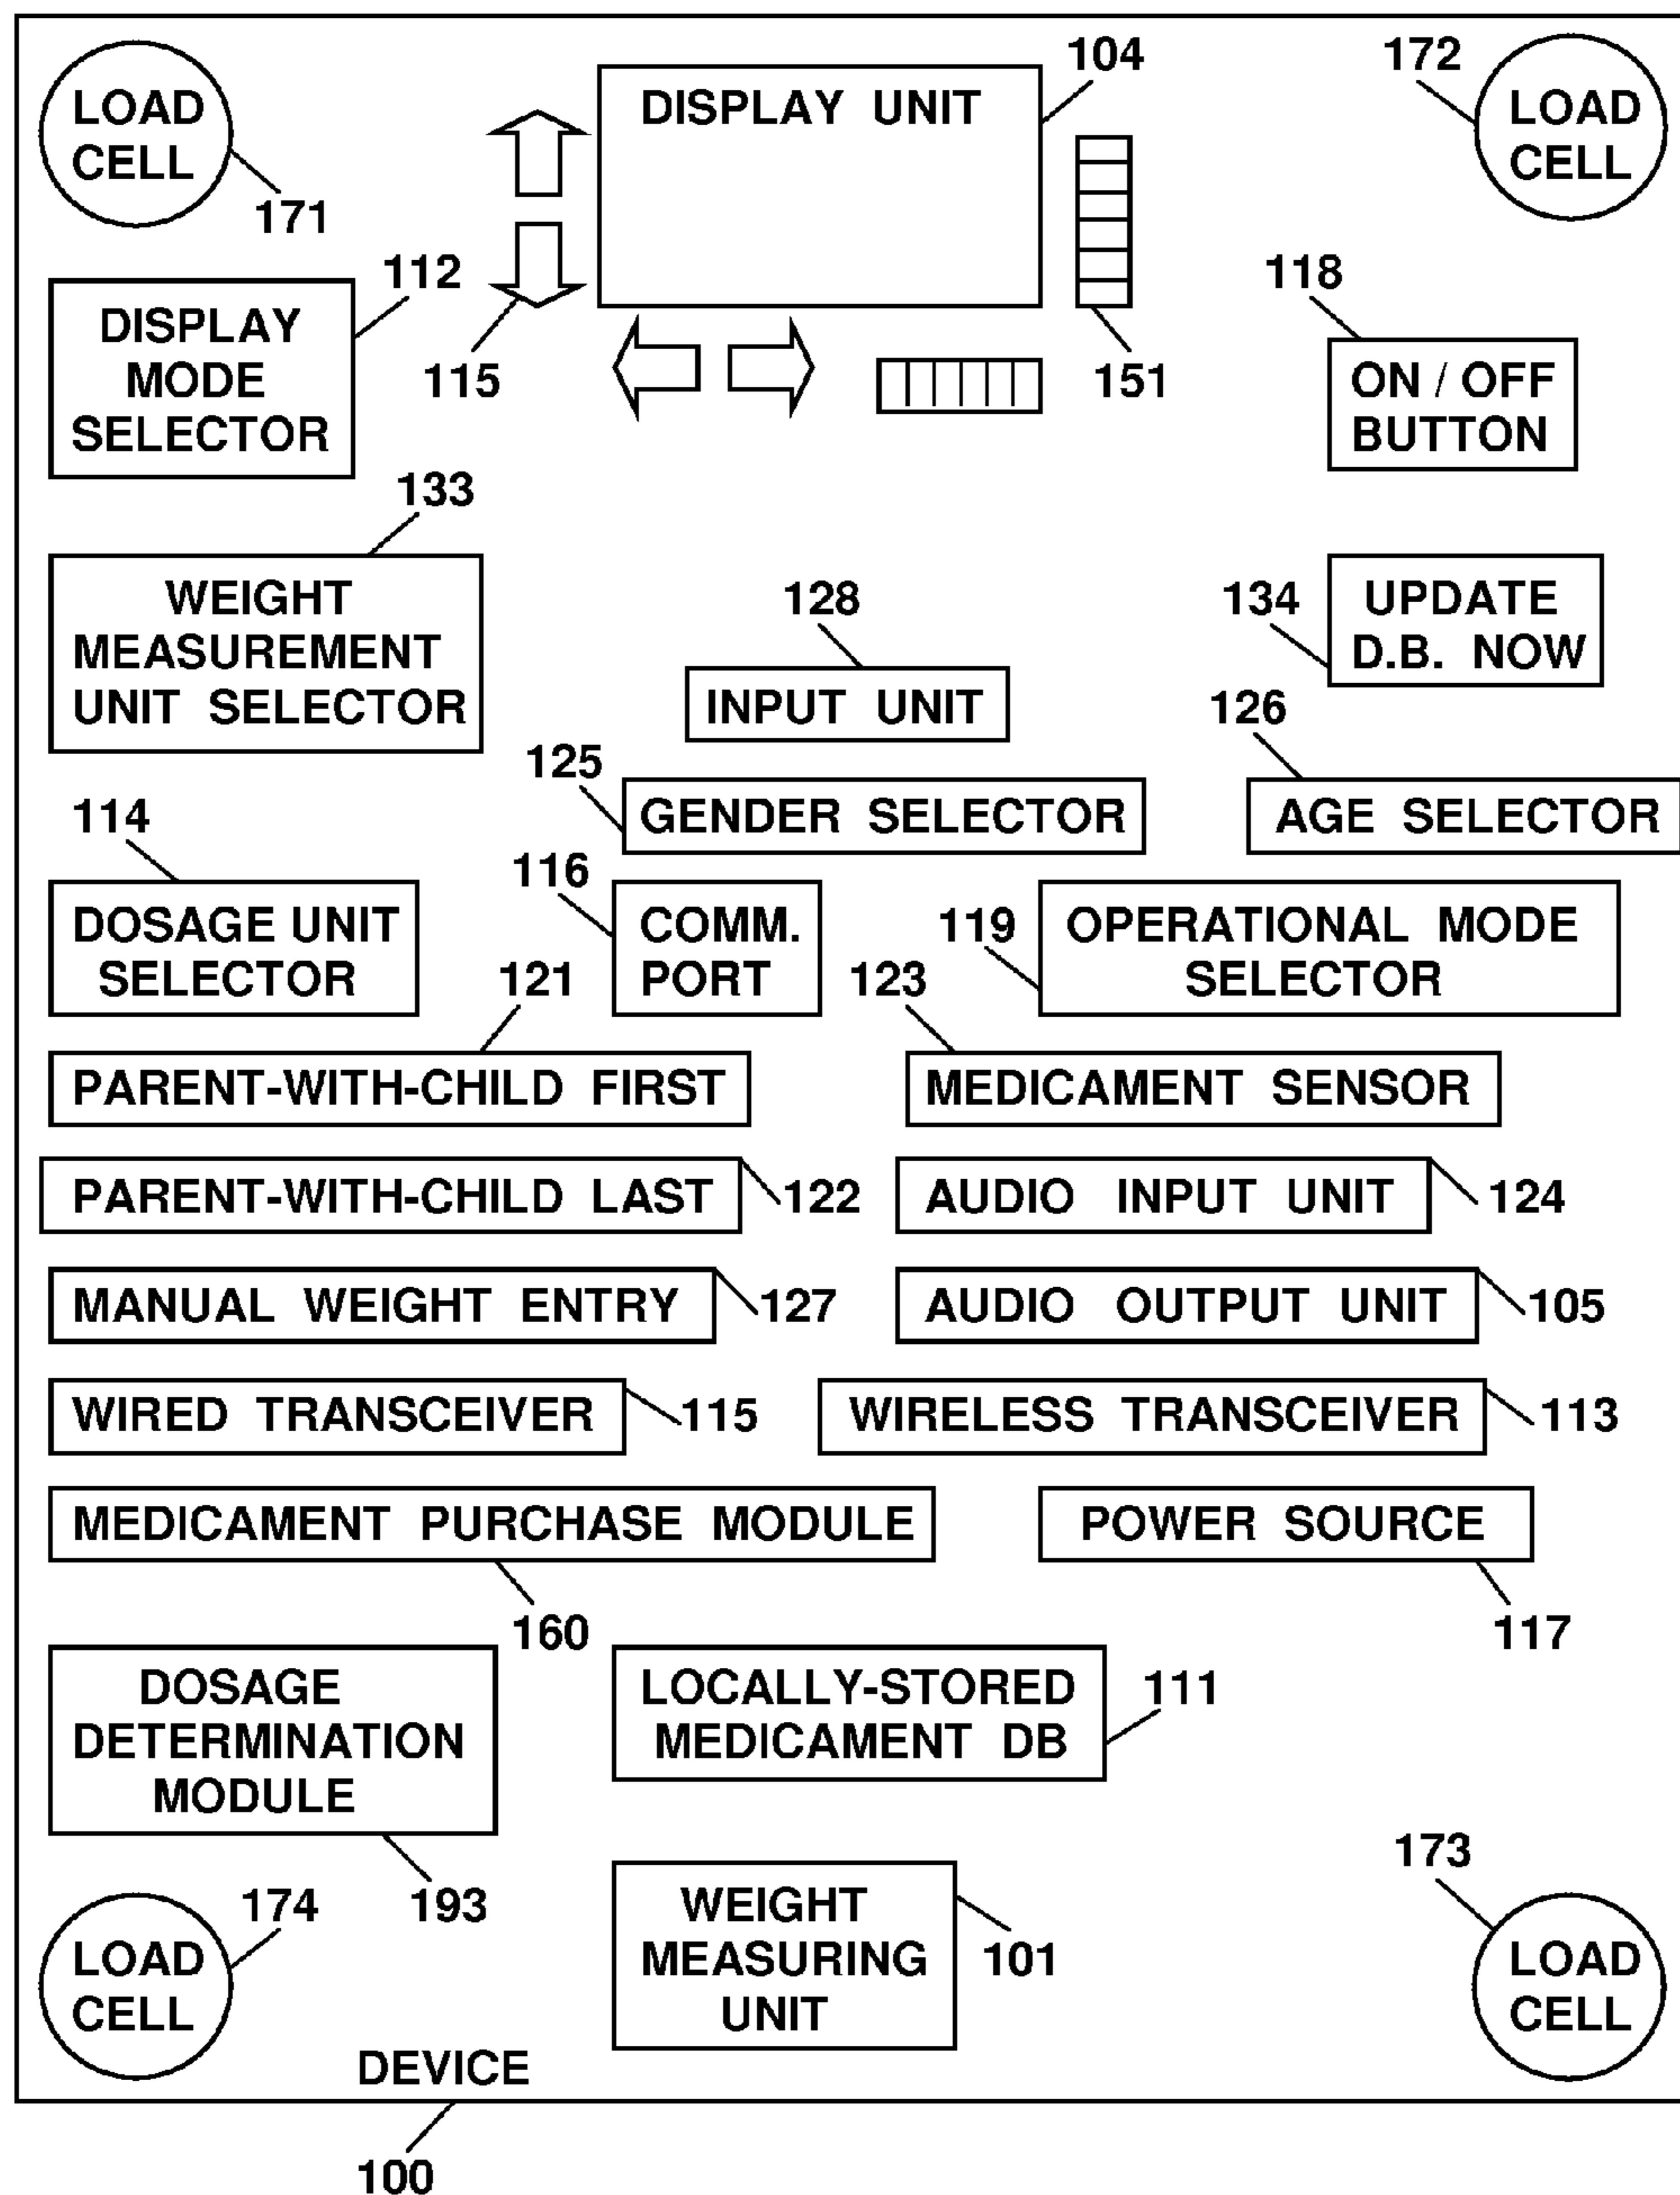 104
172
LOAD
CELL
DISPLAY UNIT
LOAD
CELL
171
112
118
DISPLAY
MODE
SELECTOR
115
151
ON / OFF
BUTTON
133
WEIGHT
MEASUREMENT
UNIT SELECTOR
128
134
UPDATE
D.B. NOW
INPUT UNIT
126
125
GENDER SELECTOR
AGE SELECTOR
114
116
DOSAGE UNIT
SELECTOR
COMM.
PORT
119
OPERATIONAL MODE
SELECTOR
121
123
PARENT-WITH-CHILD FIRST
MEDICAMENT SENSOR
PARENT-WITH-CHILD LAST
122
AUDIO INPUT UNIT
124
MANUAL WEIGHT ENTRY
127
AUDIO OUTPUT UNIT
105
WIRED TRANSCEIVER
115
WIRELESS TRANSCEIVER
113
MEDICAMENT PURCHASE MODULE
POWER SOURCE
160
117
DOSAGE
DETERMINATION
MODULE
LOCALLY-STORED
MEDICAMENT DB
111
193
173
174
LOAD
CELL
WEIGHT
MEASURING
UNIT
101
LOAD
CELL
DEVICE
100